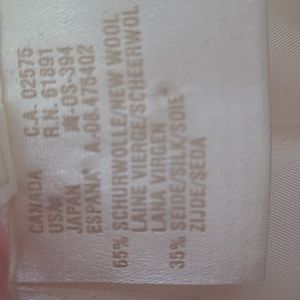 CANADA C.A. 02575
USA: R.N. 61891
JAPAN -OS-394
ESPAÑA A-08-476402
65% SCHURWOLLE/NEW WOOL
LAINE VIERGE/SCHEERWOL
LANA VIRGEN
35% SEIDE/SILK/SOIE
ZIJDE/SEDA